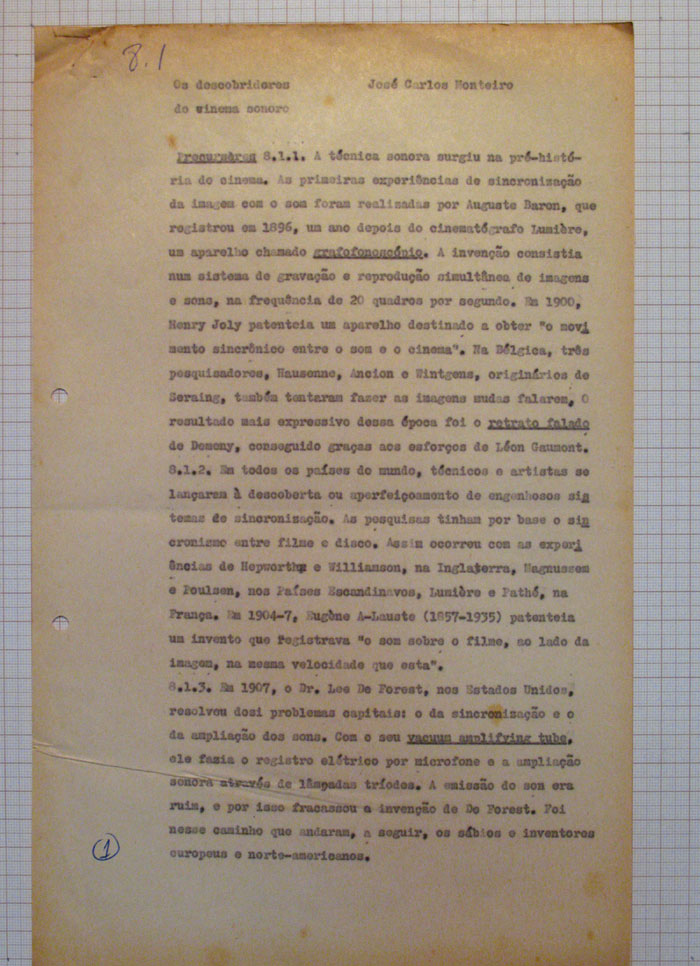 8.1
Os descobridores José Carlos Monteiro
do winema sonoro
Precursôres 8.1.1. A técnica sonora surgiu na pré-histó-
ria do cinema. As primeiras experiências de sincronização
da imagem com o som foram realizadas por Auguste Baron, que
registrou em 1896, um ano depois do cinematógrafo Lumière,
um aparelho chamado grafofonoscópio. A invenção consistia
num sistema de gravação e reprodução simultânea de imagens
e sons, na frequência de 20 quadros por segundo. Em 1900,
Henry Joly patenteia um aparelho destinado a obter "o movi
mento sincrônico entre o som e o cinema". Na Bélgica, três
pesquisadores, Hausenne, Ancion e Wintgens, originários de
Seraing, também tentaram fazer as imagens mudas falarem, O
resultado mais expressivo dessa época foi o retrato falado
de Demeny, conseguido graças aos esforços de Léon Gaumont.
8.1.2. Em todos os países do mundo, técnicos e artistas se
lançaram à descoberta ou aperfeiçoamento de engenhosos sis
temas de sincronização. As pesquisas tinham por base o sin
cronismo entre filme e disco. Assim ocorreu com as experi
ências de Hepworth e Williamson, na Inglaterra, Magnussem
e Poulsen, nos Países Escandinavos, Lumière e Pathé, na
França. Em 1904-7, Eugène A-Lauste (1857-1935) patenteia
um invento que registrava "o som sobre o filme, ao lado da
imagem, na mesma velocidade que esta".
8.1.3. Em 1907, o Dr. Lee De Forest, nos Estados Unidos,
resolveu dosi problemas capitais: o da sincronização e o
da ampliação dos sons. Com o seu vacuum amplifying tube,
ele fazia o registro elétrico por microfone e a ampliação
sonora através de lâmpadas tríodes. A emissão do som era
ruim, e por isso fracassou a invenção de De Forest. Foi
nesse caminho que andaram, a seguir, os sábios e inventores
europeus e norte-americanos.
1